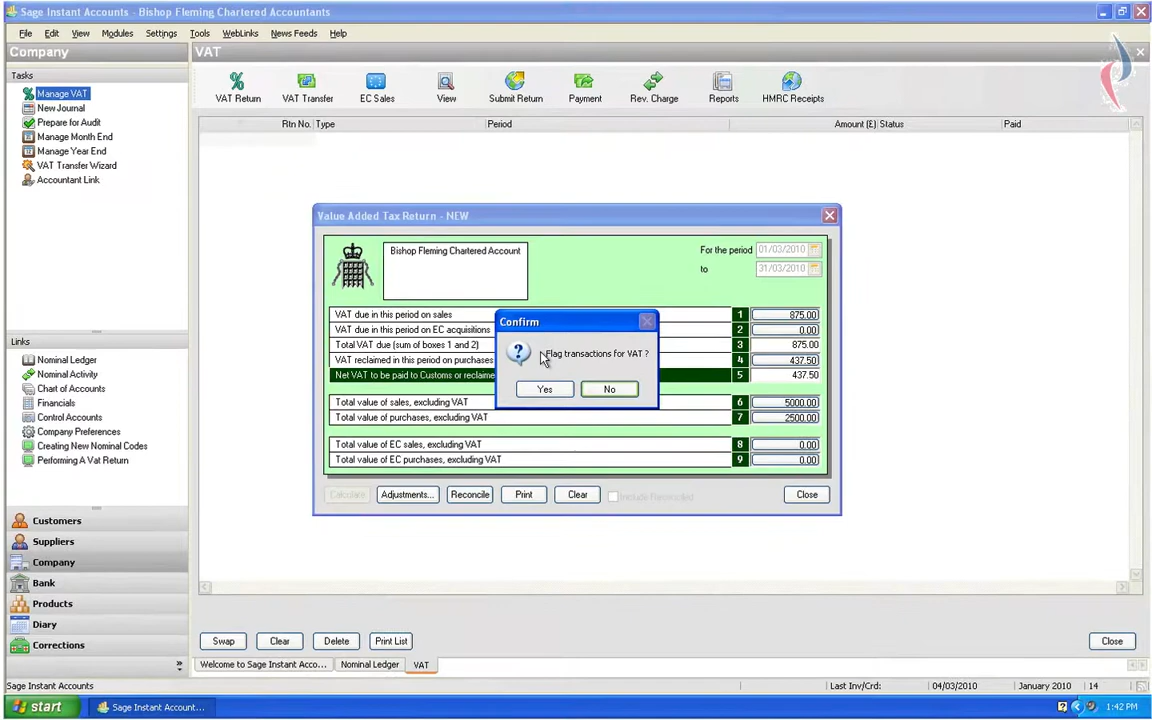 Sage Instant Accounts - Bishop Fleming Chartered Accountants
File Edit View Modules Settings Tools WebLinks News Feeds Help
Company
VAT
Tasks
Manage VAT
New Journal
Prepare for Audit
Manage Month End
Manage Year End
VAT Transfer Wizard
Accountant Link
VAT Return VAT Transfer EC Sales View Submit Return Payment Rev. Charge Reports HMRC Receipts
Rtn No. Type Period Amount (£) Status Paid
Value Added Tax Return - NEW
Bishop Fleming Chartered Account
For the period 01/03/2010
to 31/03/2010
VAT due in this period on sales 1 875.00
VAT due in this period on EC acquisitions 2 0.00
Total VAT due (sum of boxes 1 and 2) 3 875.00
VAT reclaimed in this period on purchases 4 437.50
Net VAT to be paid to Customs or reclaime 5 437.50
Total value of sales, excluding VAT 6 5000.00
Total value of purchases, excluding VAT 7 2500.00
Total value of EC sales, excluding VAT 8 0.00
Total value of EC purchases, excluding VAT 9 0.00
Calculate Adjustments... Reconcile Print Clear Include Reconciled Close
Confirm
?
Flag transactions for VAT ?
Yes No
Links
Nominal Ledger
Nominal Activity
Chart of Accounts
Financials
Control Accounts
Company Preferences
Creating New Nominal Codes
Performing A Vat Return
Customers
Suppliers
Company
Bank
Products
Diary
Corrections
Swap Clear Delete Print List Close
Welcome to Sage Instant Acco... Nominal Ledger VAT
Sage Instant Accounts Last Inv/Crd: 04/03/2010 January 2010 14
start Sage Instant Account... 1:42 PM